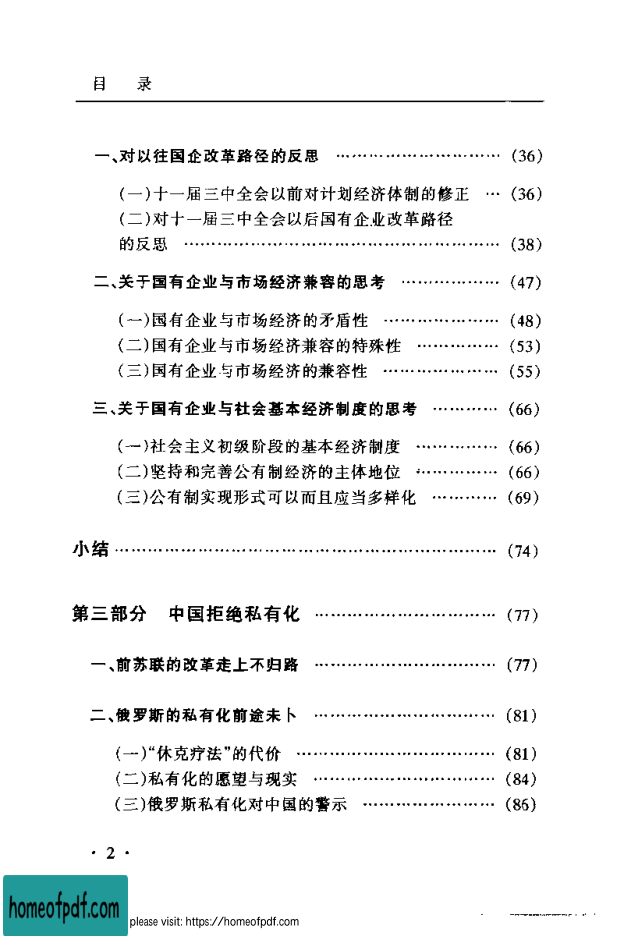 目 录
一、对以往国企改革路径的反思 ………………………… (36)
(一)十一届三中全会以前对计划经济体制的修正 … (36)
(二)对十一届三中全会以后国有企业改革路径
的反思 ………………………………………………… (38)
二、关于国有企业与市场经济兼容的思考 ……………… (47)
(一)国有企业与市场经济的矛盾性 ………………… (48)
(二)国有企业与市场经济兼容的特殊性 …………… (53)
(三)国有企业与市场经济的兼容性 ………………… (55)
三、关于国有企业与社会基本经济制度的思考 ………… (66)
(一)社会主义初级阶段的基本经济制度 …………… (66)
(二)坚持和完善公有制经济的主体地位 …………… (66)
(三)公有制实现形式可以而且应当多样化 ………… (69)
小结 …………………………………………………………… (74)
第三部分 中国拒绝私有化 …………………………… (77)
一、前苏联的改革走上不归路 …………………………… (77)
二、俄罗斯的私有化前途未卜 …………………………… (81)
(一)“休克疗法”的代价 ……………………………… (81)
(二)私有化的愿望与现实 …………………………… (84)
(三)俄罗斯私有化对中国的警示 …………………… (86)
· 2 ·
homeofpdf.com
please visit: https://homeofpdf.com